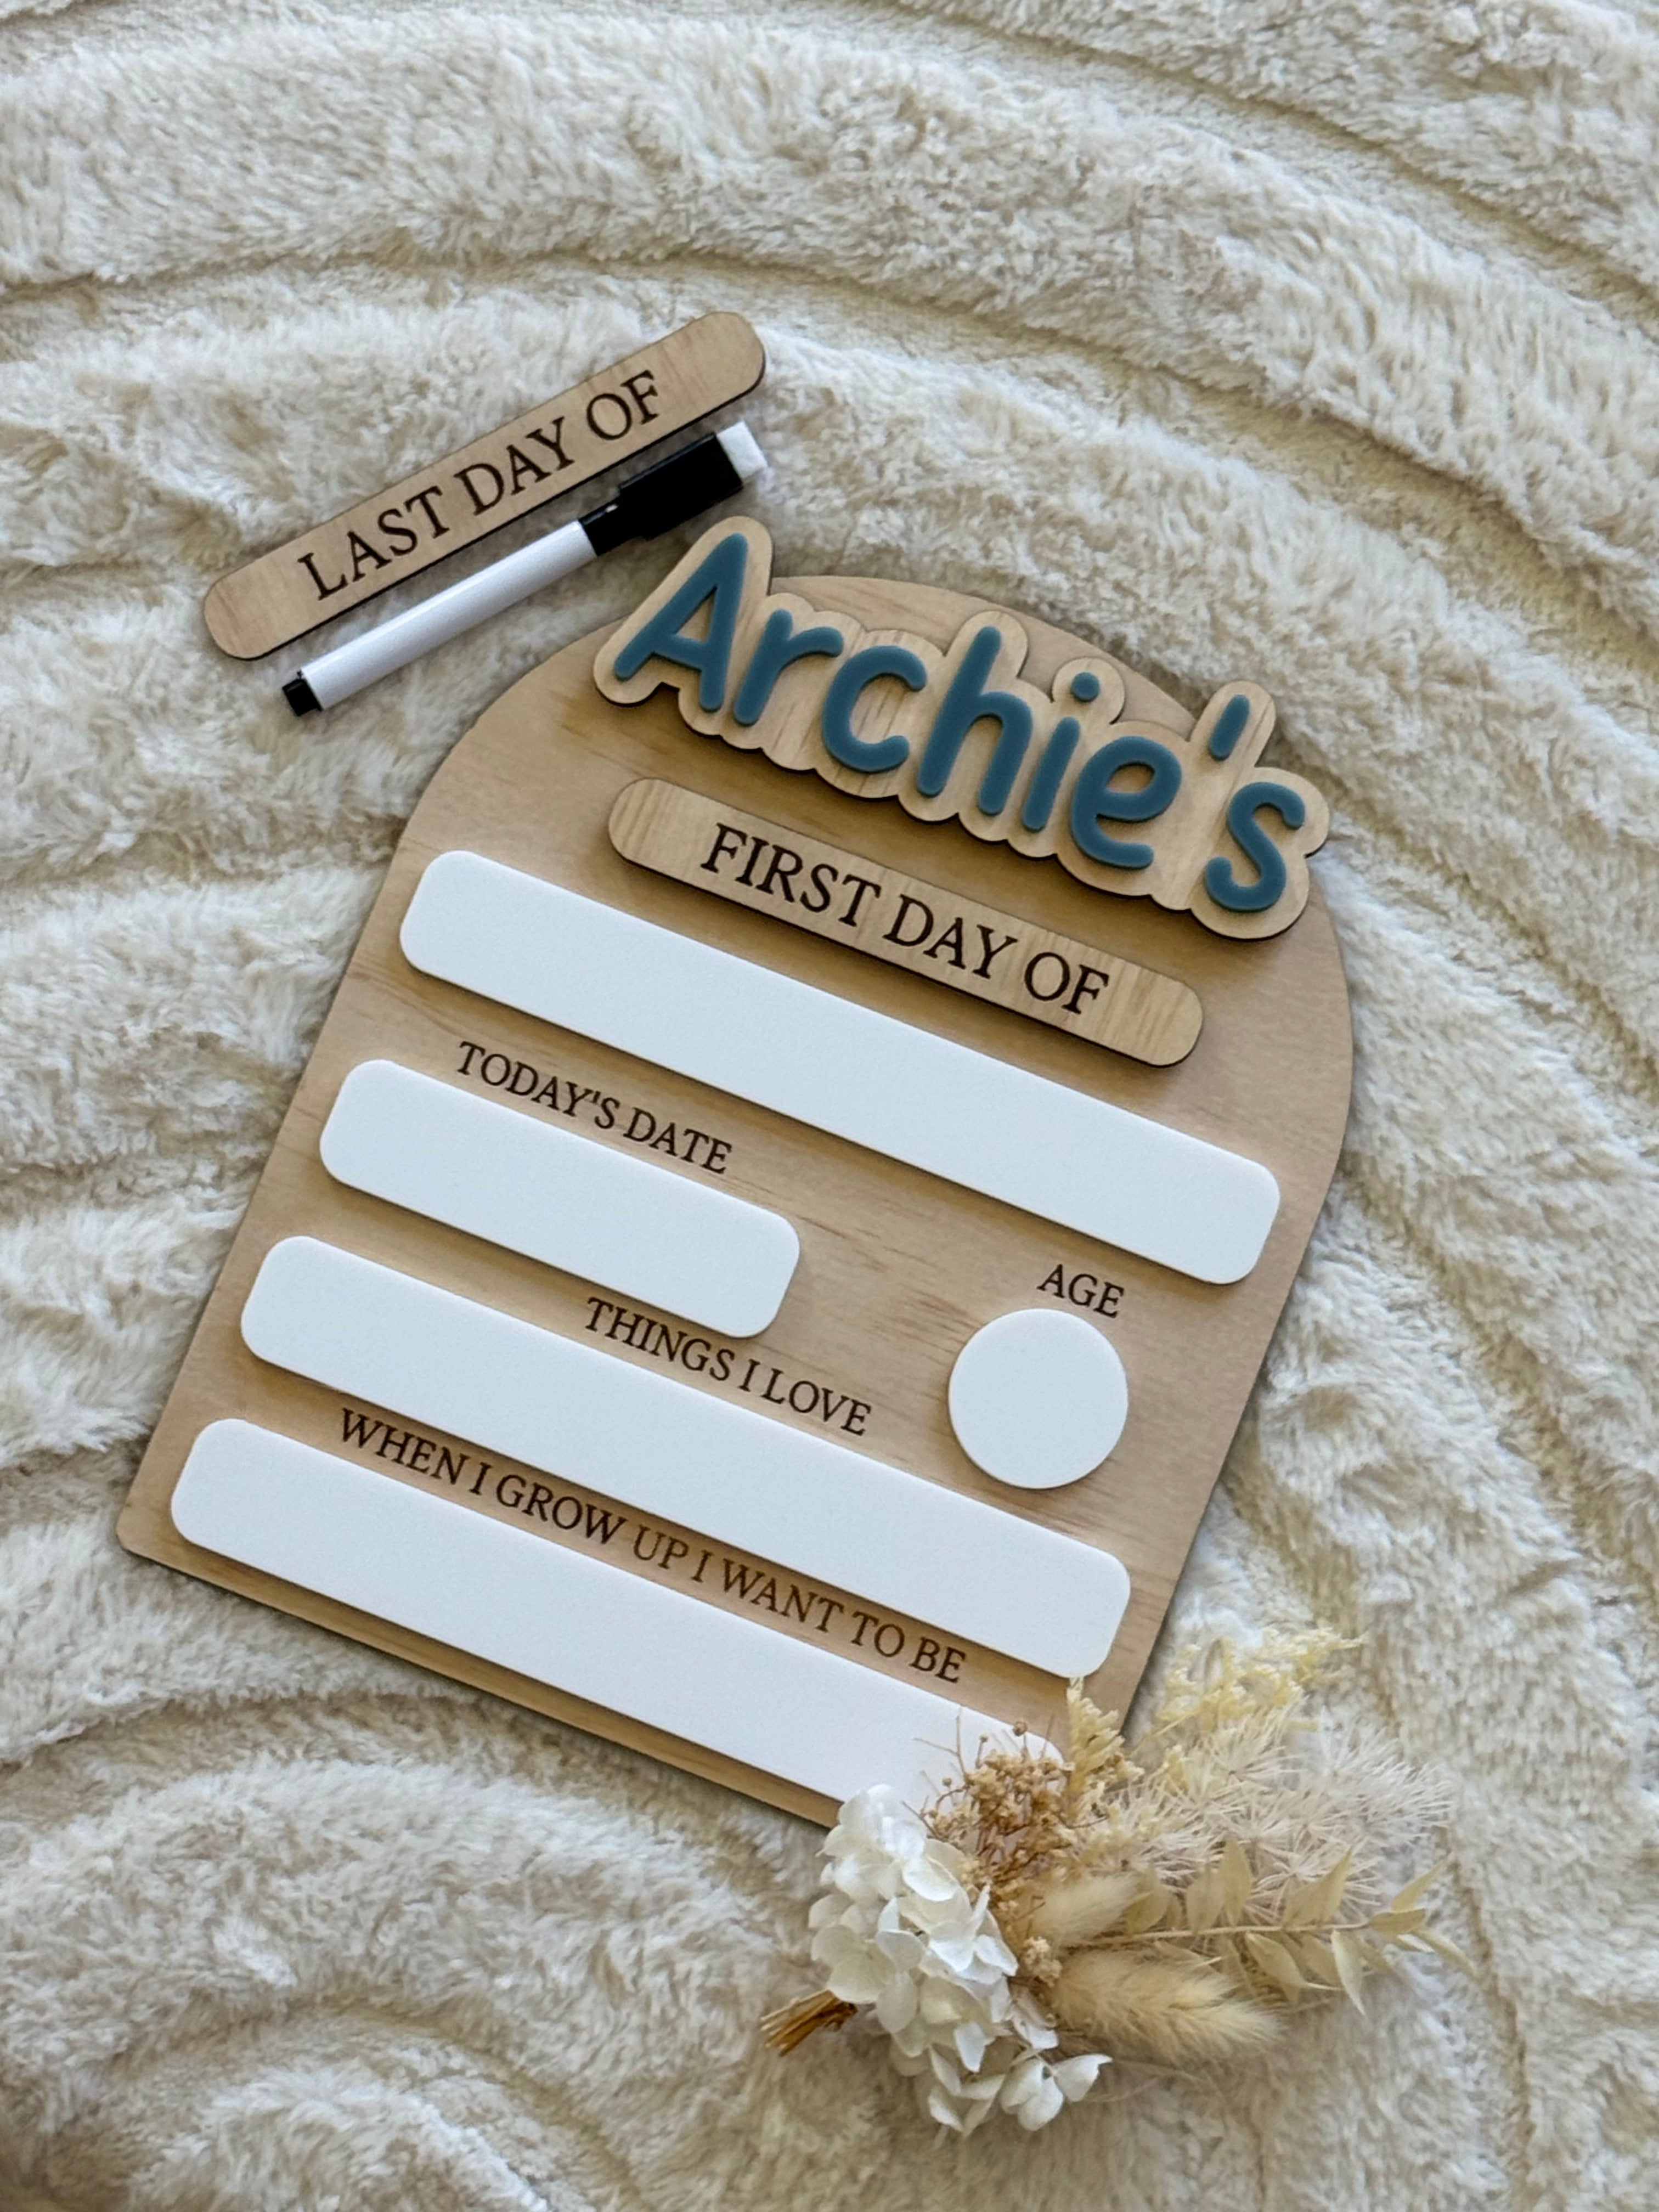 LAST DAY OF
Archie's
FIRST DAY OF
TODAY'S DATE
AGE
THINGS I LOVE
WHEN I GROW UP I WANT TO BE